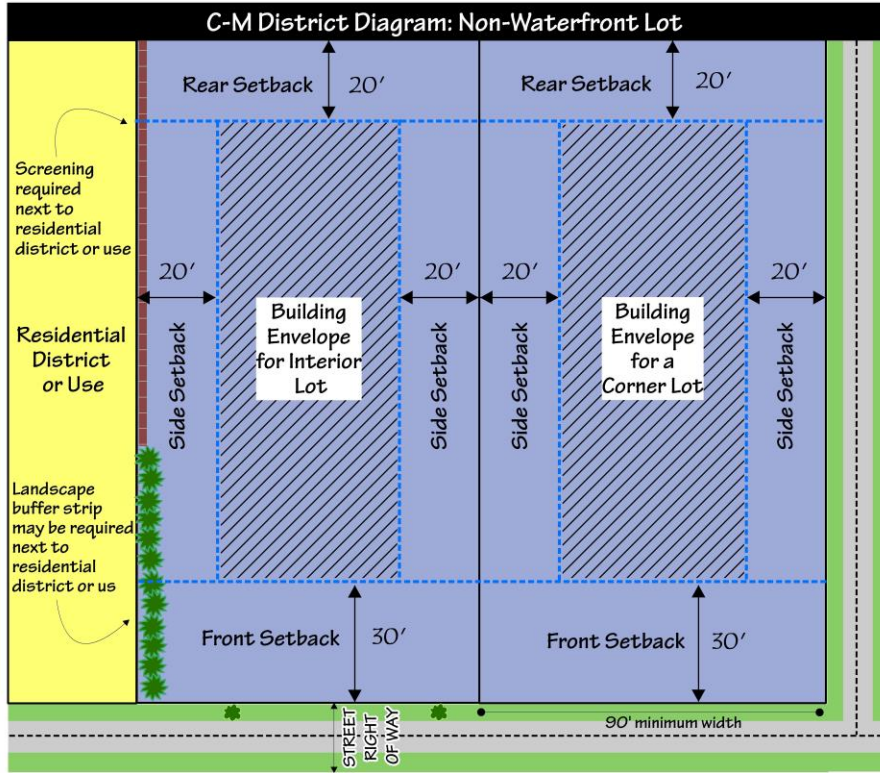 C-M District Diagram: Non-Waterfront Lot
Rear Setback 20'
Rear Setback 20'
Screening
required
next to
residential
district or use
20'
20'
20'
20'
Residential
District
or Use
Side Setback
Building
Envelope
for Interior
Lot
Side Setback
Side Setback
Building
Envelope
for a
Corner Lot
Side Setback
Landscape
buffer strip
may be required
next to
residential
district or us
Front Setback 30'
Front Setback 30'
STREET
RIGHT
OF WAY
90' minimum width